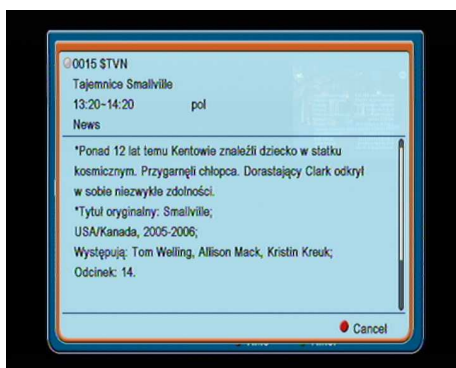 0015 $TVN
Tajemnice Smallville
13:20~14:20 pol
News
*Ponad 12 lat temu Kentowie znaleźli dziecko w statku
kosmicznym. Przygarnęli chłopca. Dorastający Clark odkrył
w sobie niezwykłe zdolności.
*Tytuł oryginalny: Smallville;
USA/Kanada, 2005-2006;
Występują: Tom Welling, Allison Mack, Kristin Kreuk;
Odcinek: 14.
Cancel